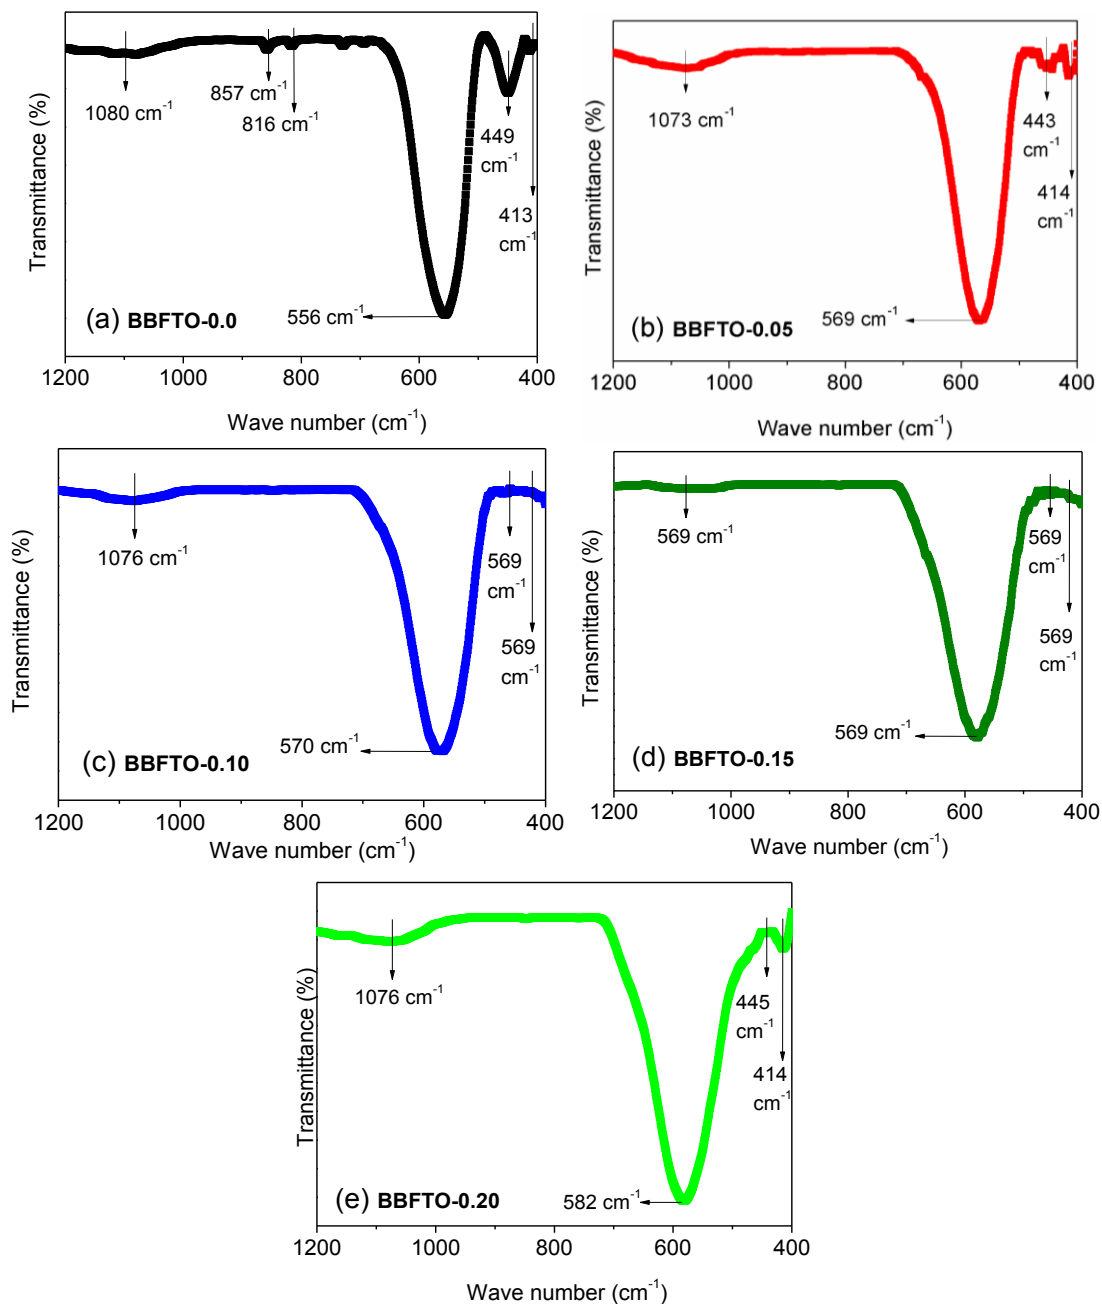 Transmittance (%)
1080 cm⁻¹
857 cm⁻¹
816 cm⁻¹
449
cm⁻¹
413
cm⁻¹
556 cm⁻¹
(a) BBFTO-0.0
1200 1000 800 600 400
Wave number (cm⁻¹)
Transmittance (%)
1073 cm⁻¹
443
cm⁻¹
414
cm⁻¹
569 cm⁻¹
(b) BBFTO-0.05
1200 1000 800 600 400
Wave number (cm⁻¹)
Transmittance (%)
1076 cm⁻¹
569
cm⁻¹
569
cm⁻¹
570 cm⁻¹
(c) BBFTO-0.10
1200 1000 800 600 400
Wave number (cm⁻¹)
Transmittance (%)
569 cm⁻¹
569
cm⁻¹
569
cm⁻¹
569 cm⁻¹
(d) BBFTO-0.15
1200 1000 800 600 400
Wave number (cm⁻¹)
Transmittance (%)
1076 cm⁻¹
445
cm⁻¹
414
cm⁻¹
582 cm⁻¹
(e) BBFTO-0.20
1200 1000 800 600 400
Wave number (cm⁻¹)